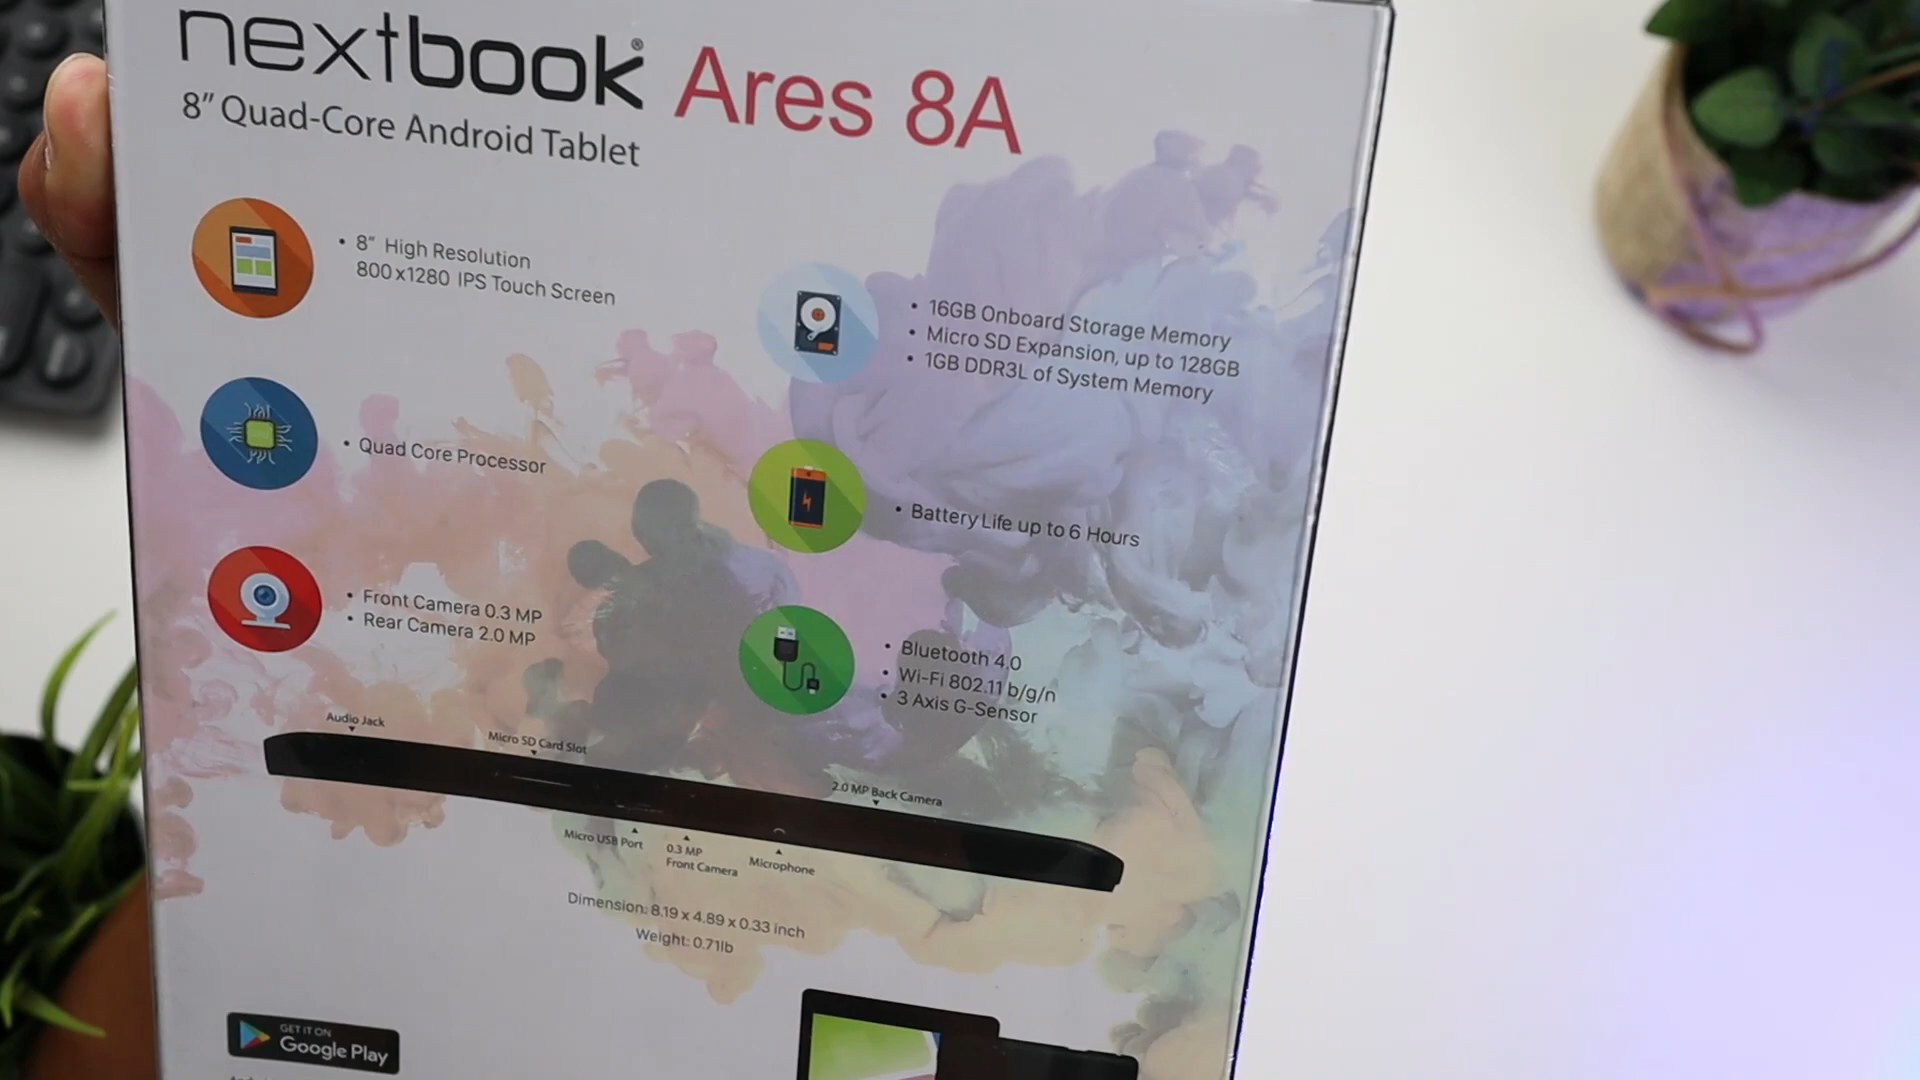 nextbook® Ares 8A
8" Quad-Core Android Tablet
• 8" High Resolution
800x1280 IPS Touch Screen
• Quad Core Processor
• Front Camera 0.3 MP
• Rear Camera 2.0 MP
• 16GB Onboard Storage Memory
• Micro SD Expansion, up to 128GB
• 1GB DDR3L of System Memory
• Battery Life up to 6 Hours
• Bluetooth 4.0
• Wi-Fi 802.11 b/g/n
• 3 Axis G-Sensor
Audio Jack
Micro SD Card Slot
2.0 MP Back Camera
Micro USB Port
0.3 MP
Front Camera
Microphone
Dimension: 8.19 x 4.89 x 0.33 inch
Weight: 0.71lb
GET IT ON
Google Play